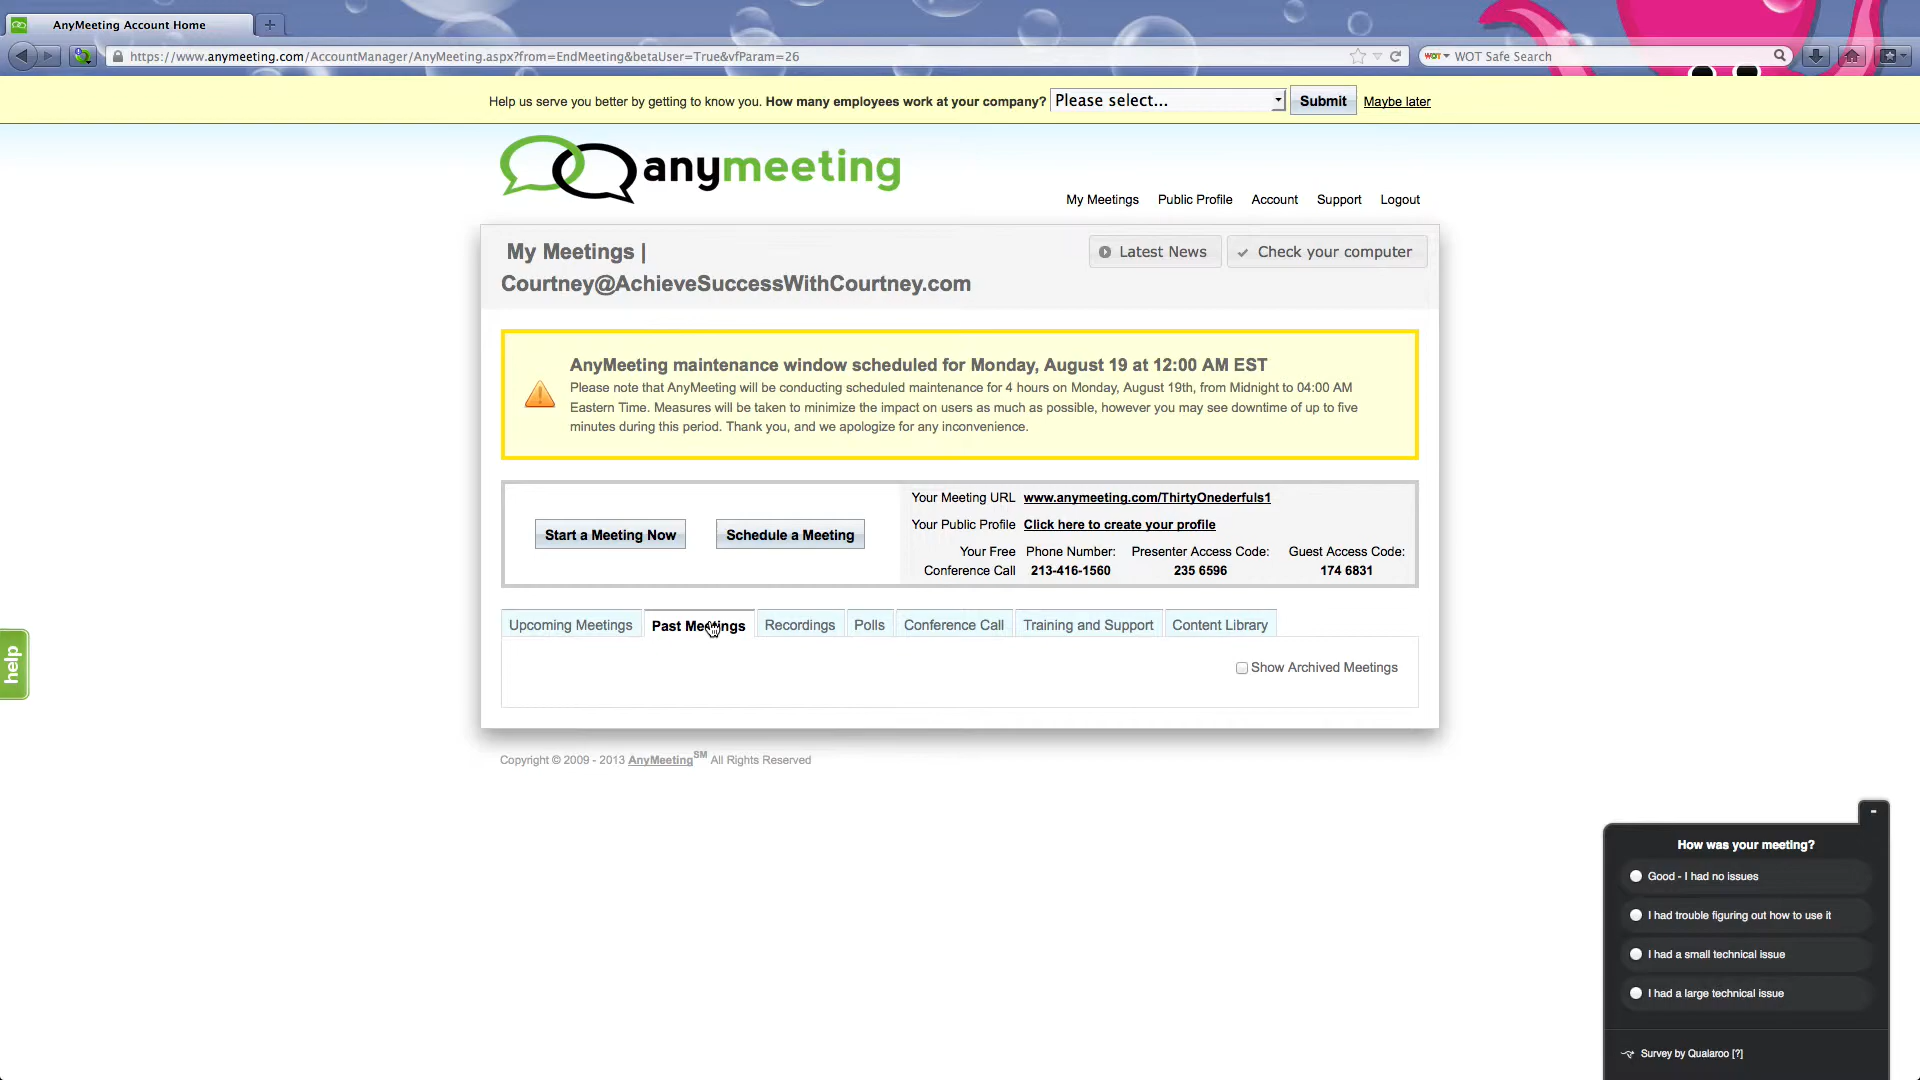 AnyMeeting Account Home
https://www.anymeeting.com/AccountManager/AnyMeeting.aspx?from=EndMeeting&betaUser=True&vfParam=26
WOT WOT Safe Search
Help us serve you better by getting to know you. How many employees work at your company? Please select... Submit Maybe later
anymeeting
My Meetings Public Profile Account Support Logout
My Meetings | Latest News Check your computer
Courtney@AchieveSuccessWithCourtney.com
AnyMeeting maintenance window scheduled for Monday, August 19 at 12:00 AM EST
Please note that AnyMeeting will be conducting scheduled maintenance for 4 hours on Monday, August 19th, from Midnight to 04:00 AM
Eastern Time. Measures will be taken to minimize the impact on users as much as possible, however you may see downtime of up to five
minutes during this period. Thank you, and we apologize for any inconvenience.
Your Meeting URL www.anymeeting.com/ThirtyOnederfuls1
Your Public Profile Click here to create your profile
Start a Meeting Now Schedule a Meeting
Your Free Phone Number: Presenter Access Code: Guest Access Code:
Conference Call 213-416-1560 235 6596 174 6831
Upcoming Meetings Past Meetings Recordings Polls Conference Call Training and Support Content Library
Show Archived Meetings
help
Copyright © 2009 - 2013 AnyMeeting SM All Rights Reserved
How was your meeting?
Good - I had no issues
I had trouble figuring out how to use it
I had a small technical issue
I had a large technical issue
Survey by Qualaroo [?]